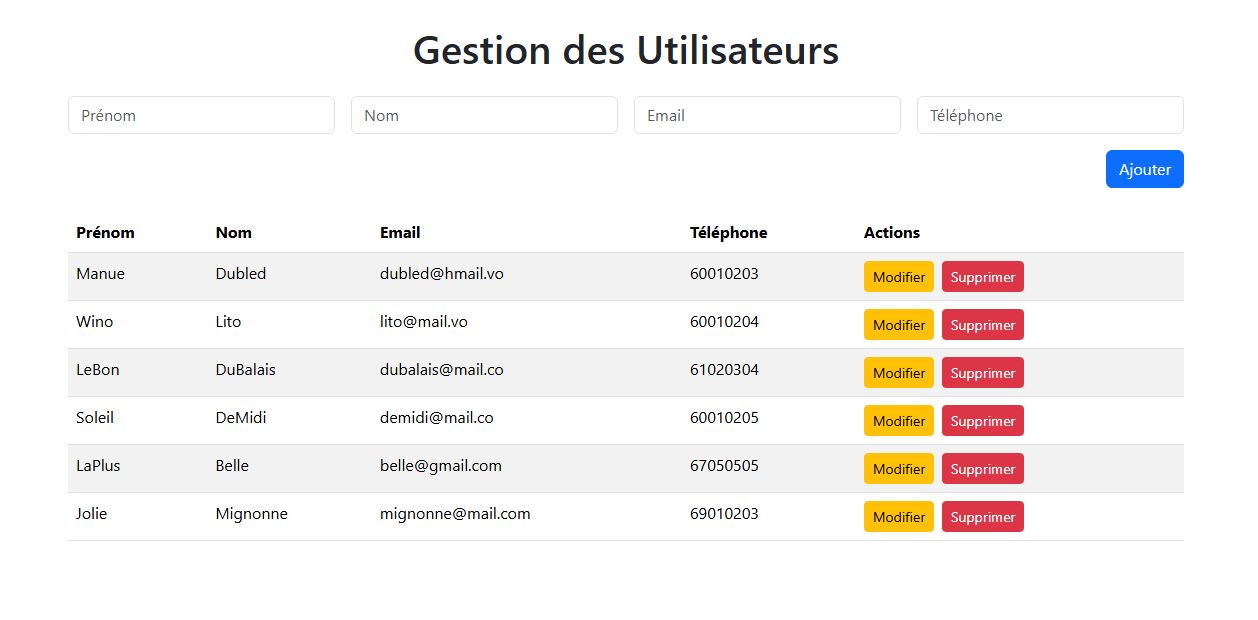 Gestion des Utilisateurs
Prénom Nom Email Téléphone
Ajouter
Prénom Nom Email Téléphone Actions
Manue Dubled dubled@hmail.vo 60010203 Modifier Supprimer
Wino Lito lito@mail.vo 60010204 Modifier Supprimer
LeBon DuBalais dubalais@mail.co 61020304 Modifier Supprimer
Soleil DeMidi demidi@mail.co 60010205 Modifier Supprimer
LaPlus Belle belle@gmail.com 67050505 Modifier Supprimer
Jolie Mignonne mignonne@mail.com 69010203 Modifier Supprimer